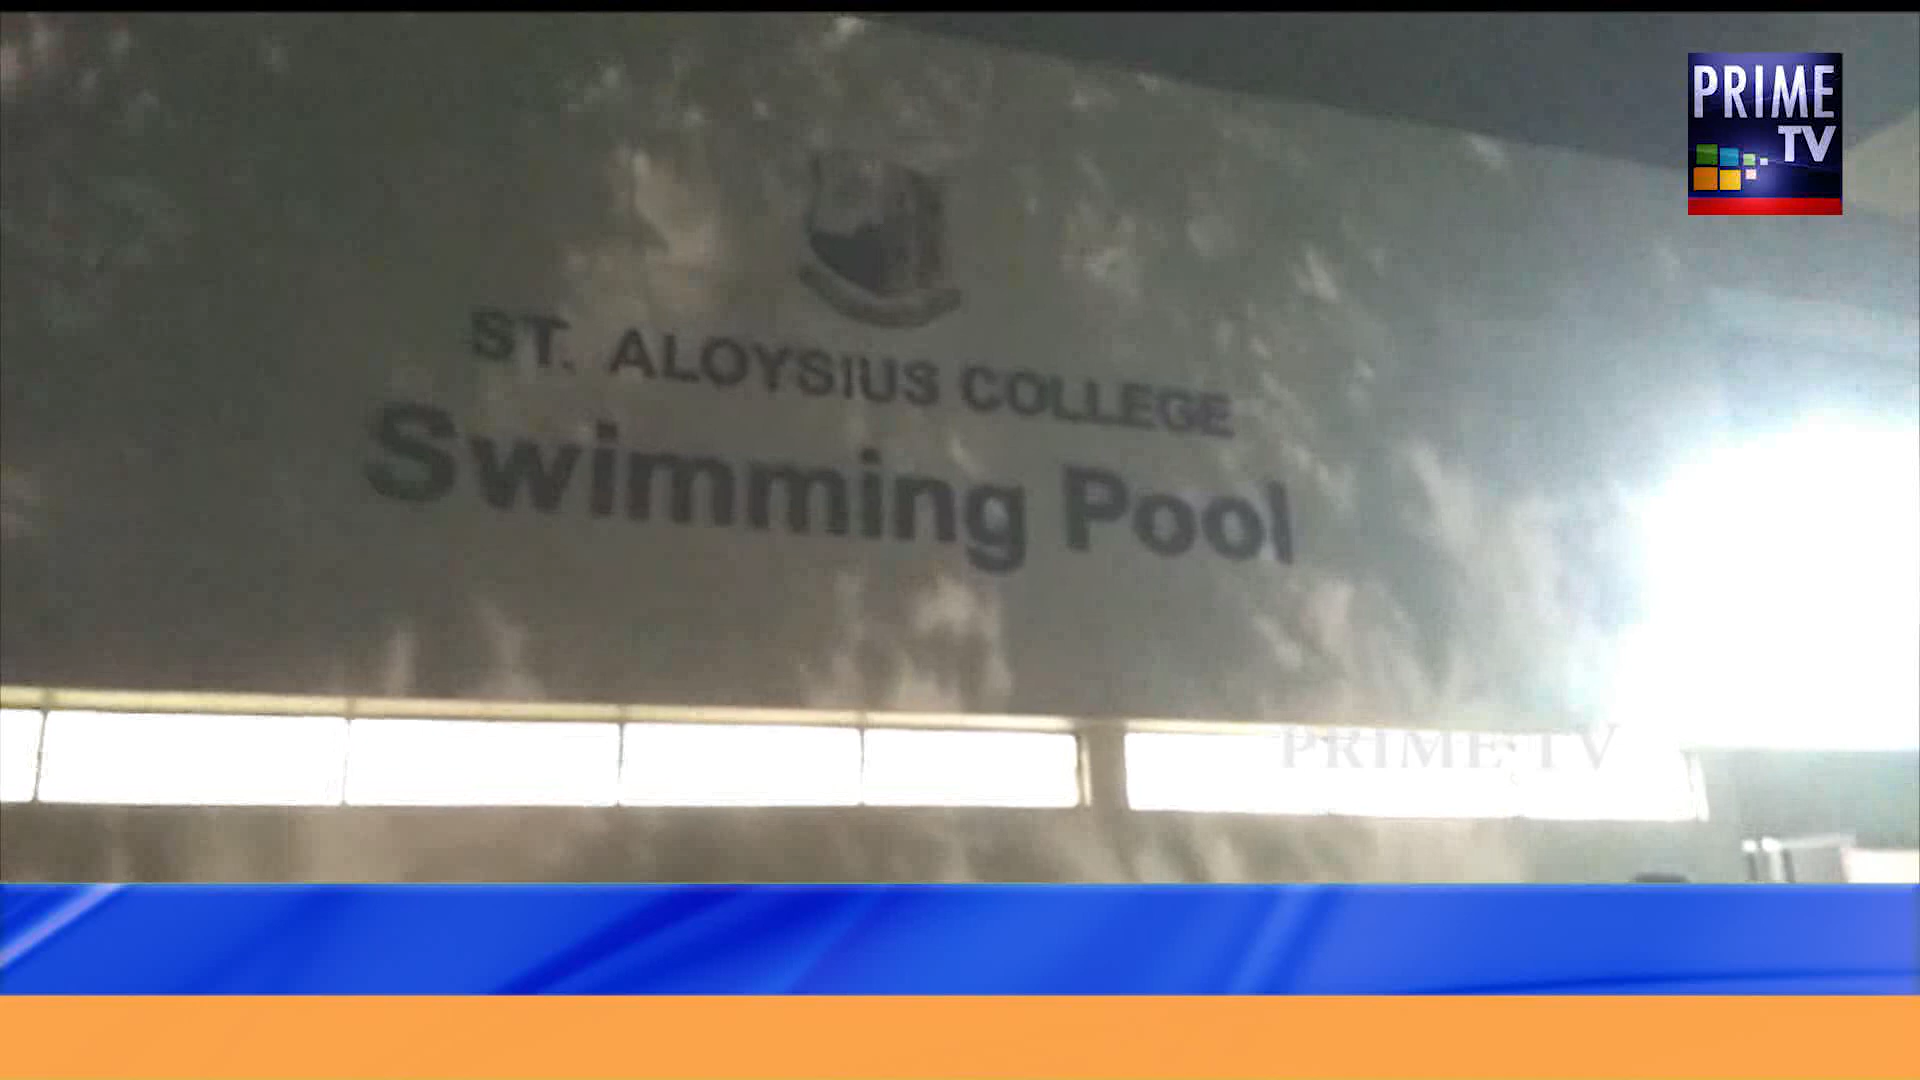 PRIME
TV
ST. ALOYSIUS COLLEGE
Swimming Pool
PRIME TV